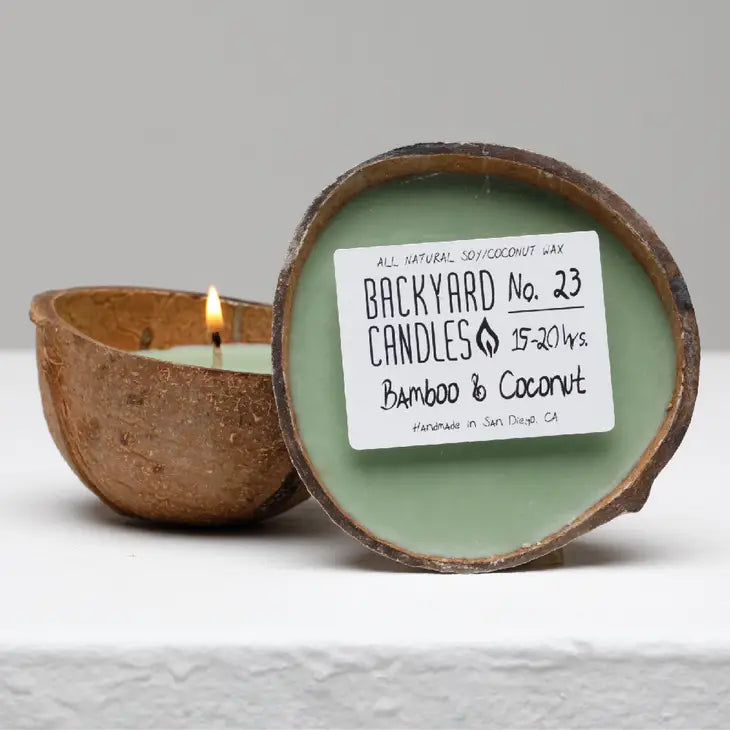 ALL NATURAL SOY/COCONUT WAX
BACKYARD No. 23
CANDLES 15-20 hrs.
Bamboo & Coconut
Handmade in San Diego, CA